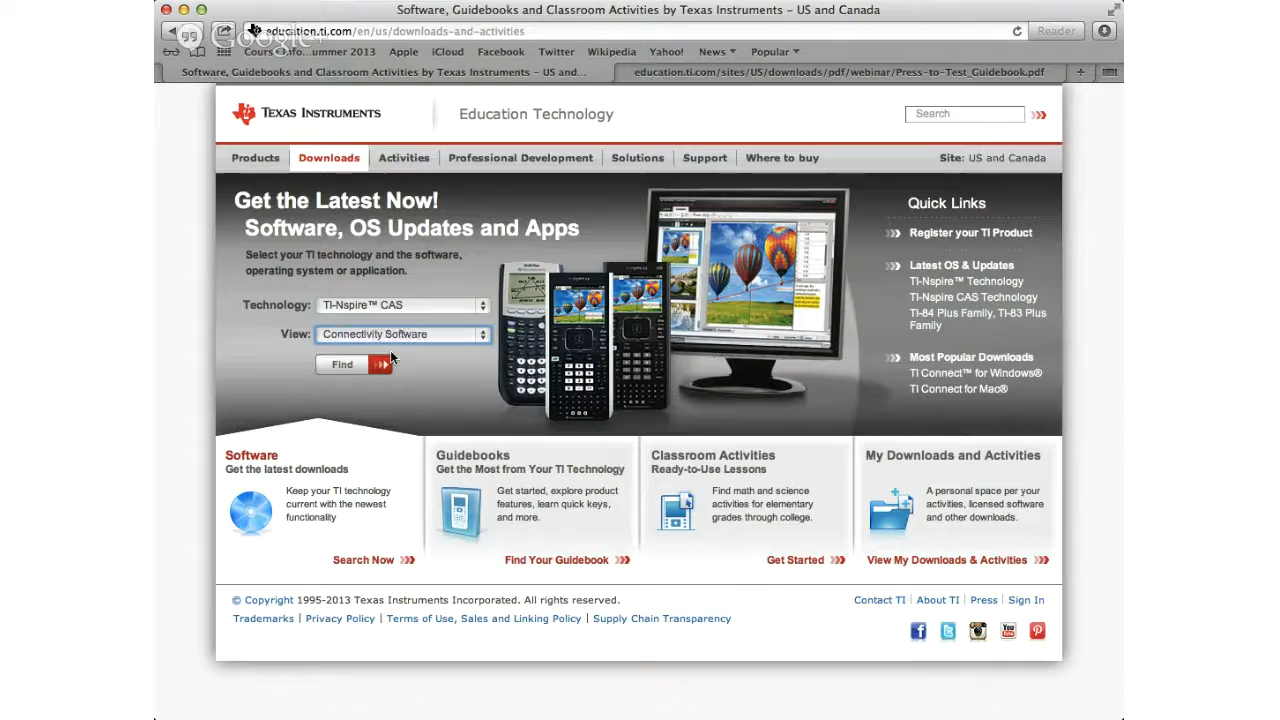 Software, Guidebooks and Classroom Activities by Texas Instruments – US and Canada
education.ti.com/en/us/downloads-and-activities
Reader
Google+
Cours Info...ummer 2013 Apple iCloud Facebook Twitter Wikipedia Yahoo! News Popular
Software, Guidebooks and Classroom Activities by Texas Instruments – US and...
education.ti.com/sites/US/downloads/pdf/webinar/Press-to-Test_Guidebook.pdf
TEXAS INSTRUMENTS
Education Technology
Search
Products Downloads Activities Professional Development Solutions Support Where to buy
Site: US and Canada
Get the Latest Now!
Software, OS Updates and Apps
Select your TI technology and the software,
operating system or application.
Technology: TI-Nspire™ CAS
View: Connectivity Software
Find
Quick Links
Register your TI Product
Latest OS & Updates
TI-Nspire™ Technology
TI-Nspire CAS Technology
TI-84 Plus Family, TI-83 Plus
Family
Most Popular Downloads
TI Connect™ for Windows®
TI Connect for Mac®
Software
Get the latest downloads
Keep your TI technology
current with the newest
functionality
Search Now
Guidebooks
Get the Most from Your TI Technology
Get started, explore product
features, learn quick keys,
and more.
Find Your Guidebook
Classroom Activities
Ready-to-Use Lessons
Find math and science
activities for elementary
grades through college.
Get Started
My Downloads and Activities
A personal space per your
activities, licensed software
and other downloads.
View My Downloads & Activities
© Copyright 1995-2013 Texas Instruments Incorporated. All rights reserved.
Contact TI | About TI | Press | Sign In
Trademarks | Privacy Policy | Terms of Use, Sales and Linking Policy | Supply Chain Transparency
You
Tube